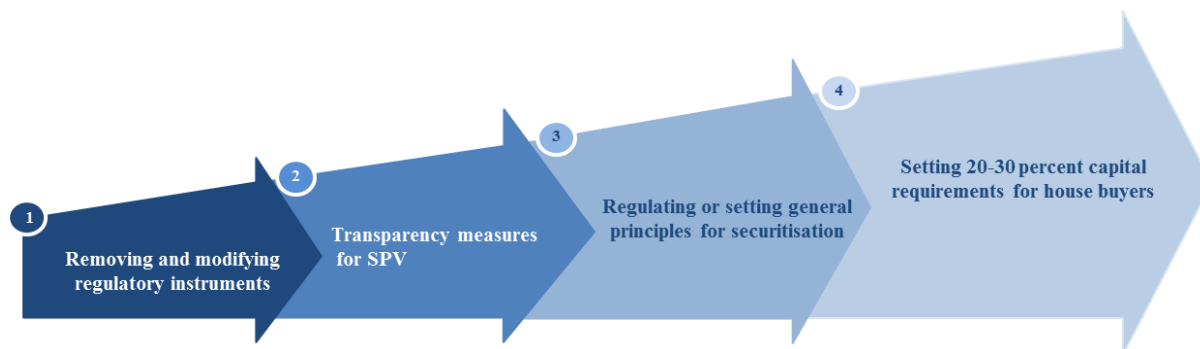 1
Removing and modifying
regulatory instruments
2
Transparency measures
for SPV
3
Regulating or setting general
principles for securitisation
4
Setting 20-30 percent capital
requirements for house buyers